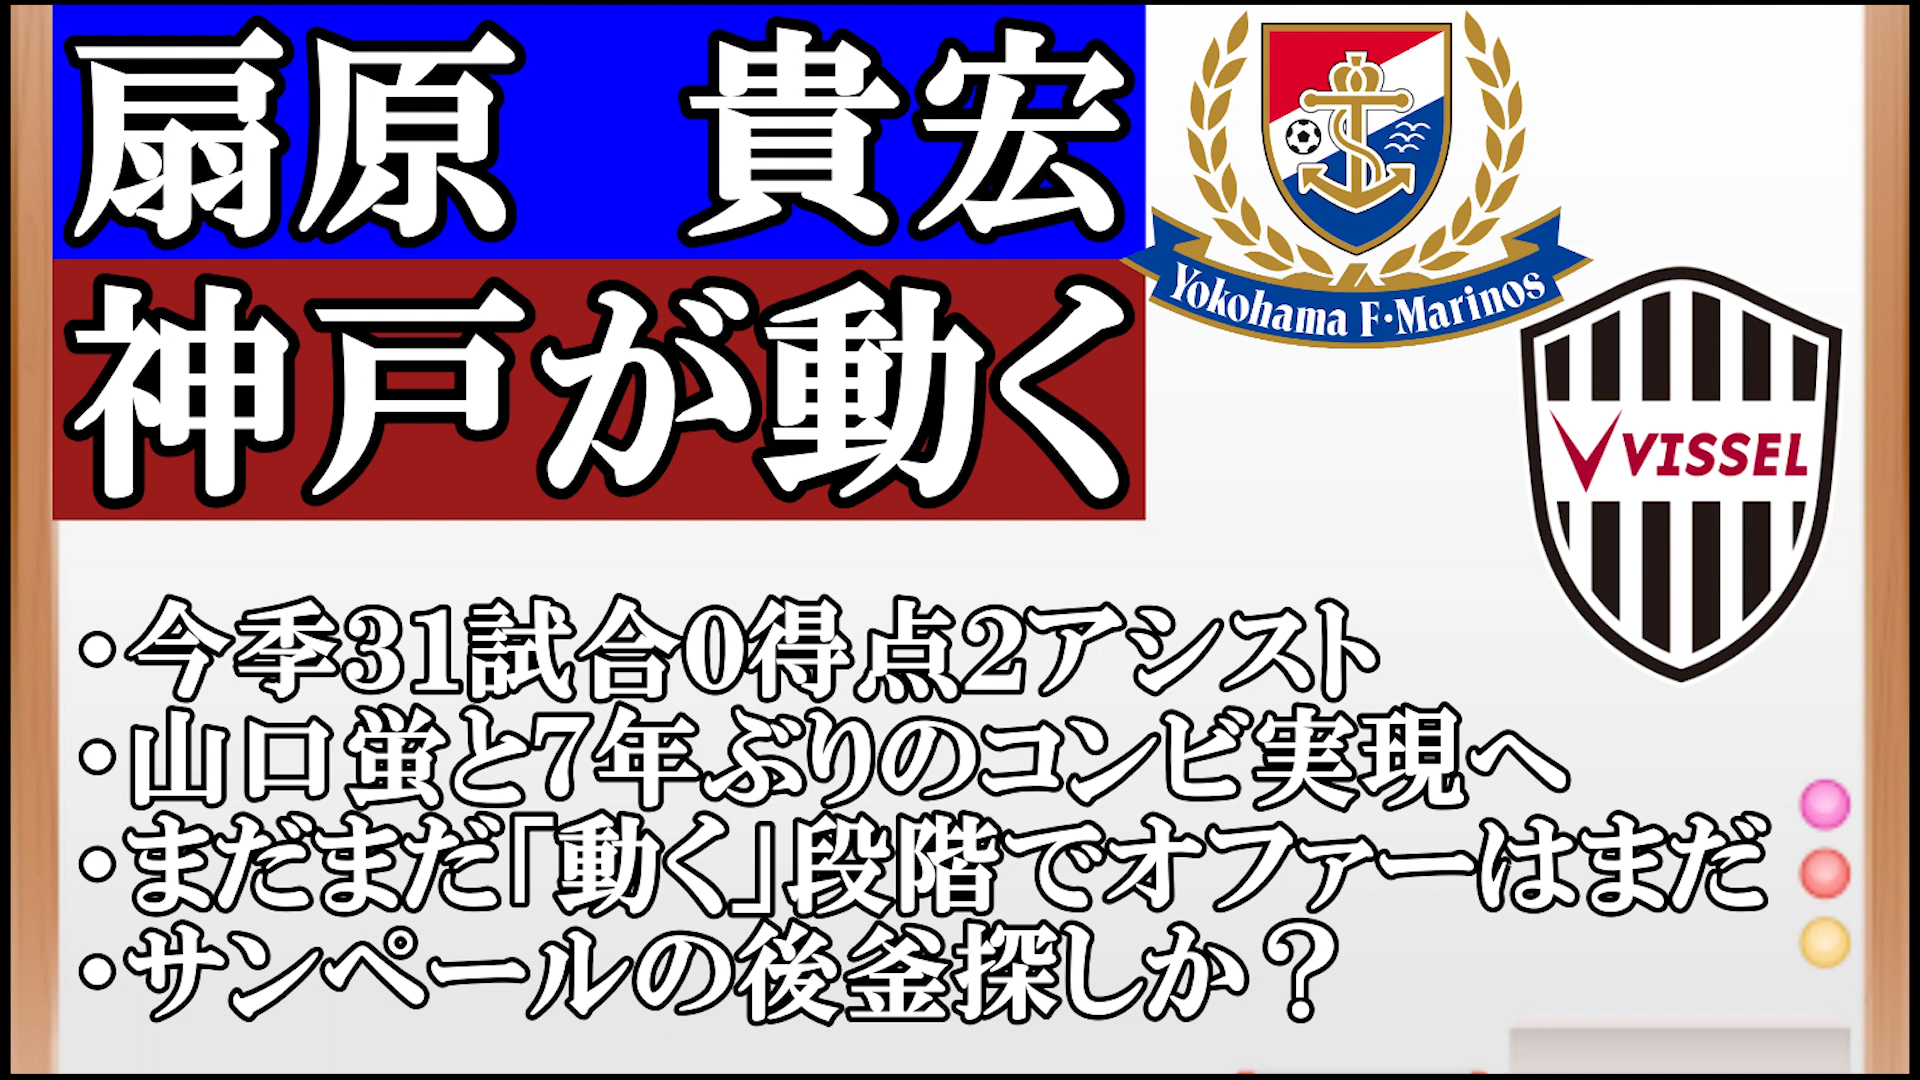 扇原　貴宏
神戸が動く
Yokohama F・Marinos
VISSEL
・今季31試合0得点2アシスト
・山口蛍と7年ぶりのコンビ実現へ
・まだまだ「動く」段階でオファーはまだ
・サンペールの後釜探しか？